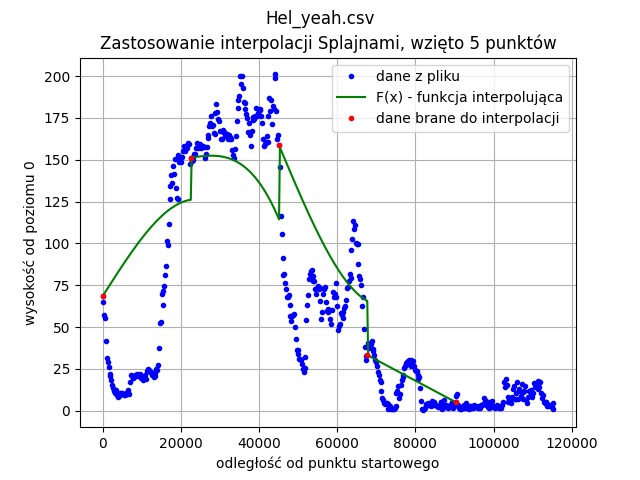 Hel_yeah.csv
Zastosowanie interpolacji Splajnami, wzięto 5 punktów
dane z pliku
F(x) - funkcja interpolująca
dane brane do interpolacji
wysokość od poziomu 0
200
175
150
125
100
75
50
25
0
0 20000 40000 60000 80000 100000 120000
odległość od punktu startowego